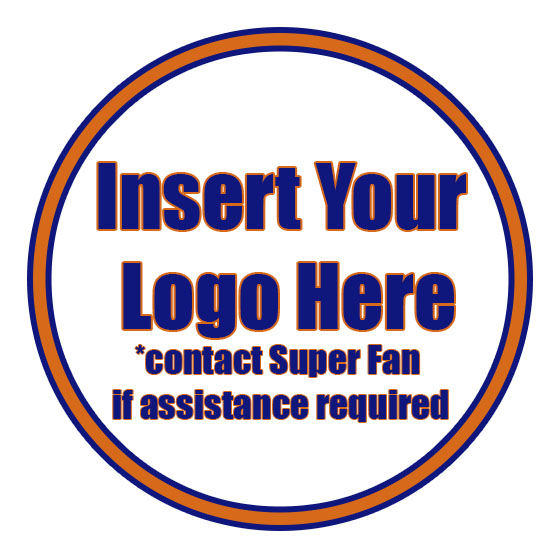 Insert Your
Logo Here
*contact Super Fan
if assistance required